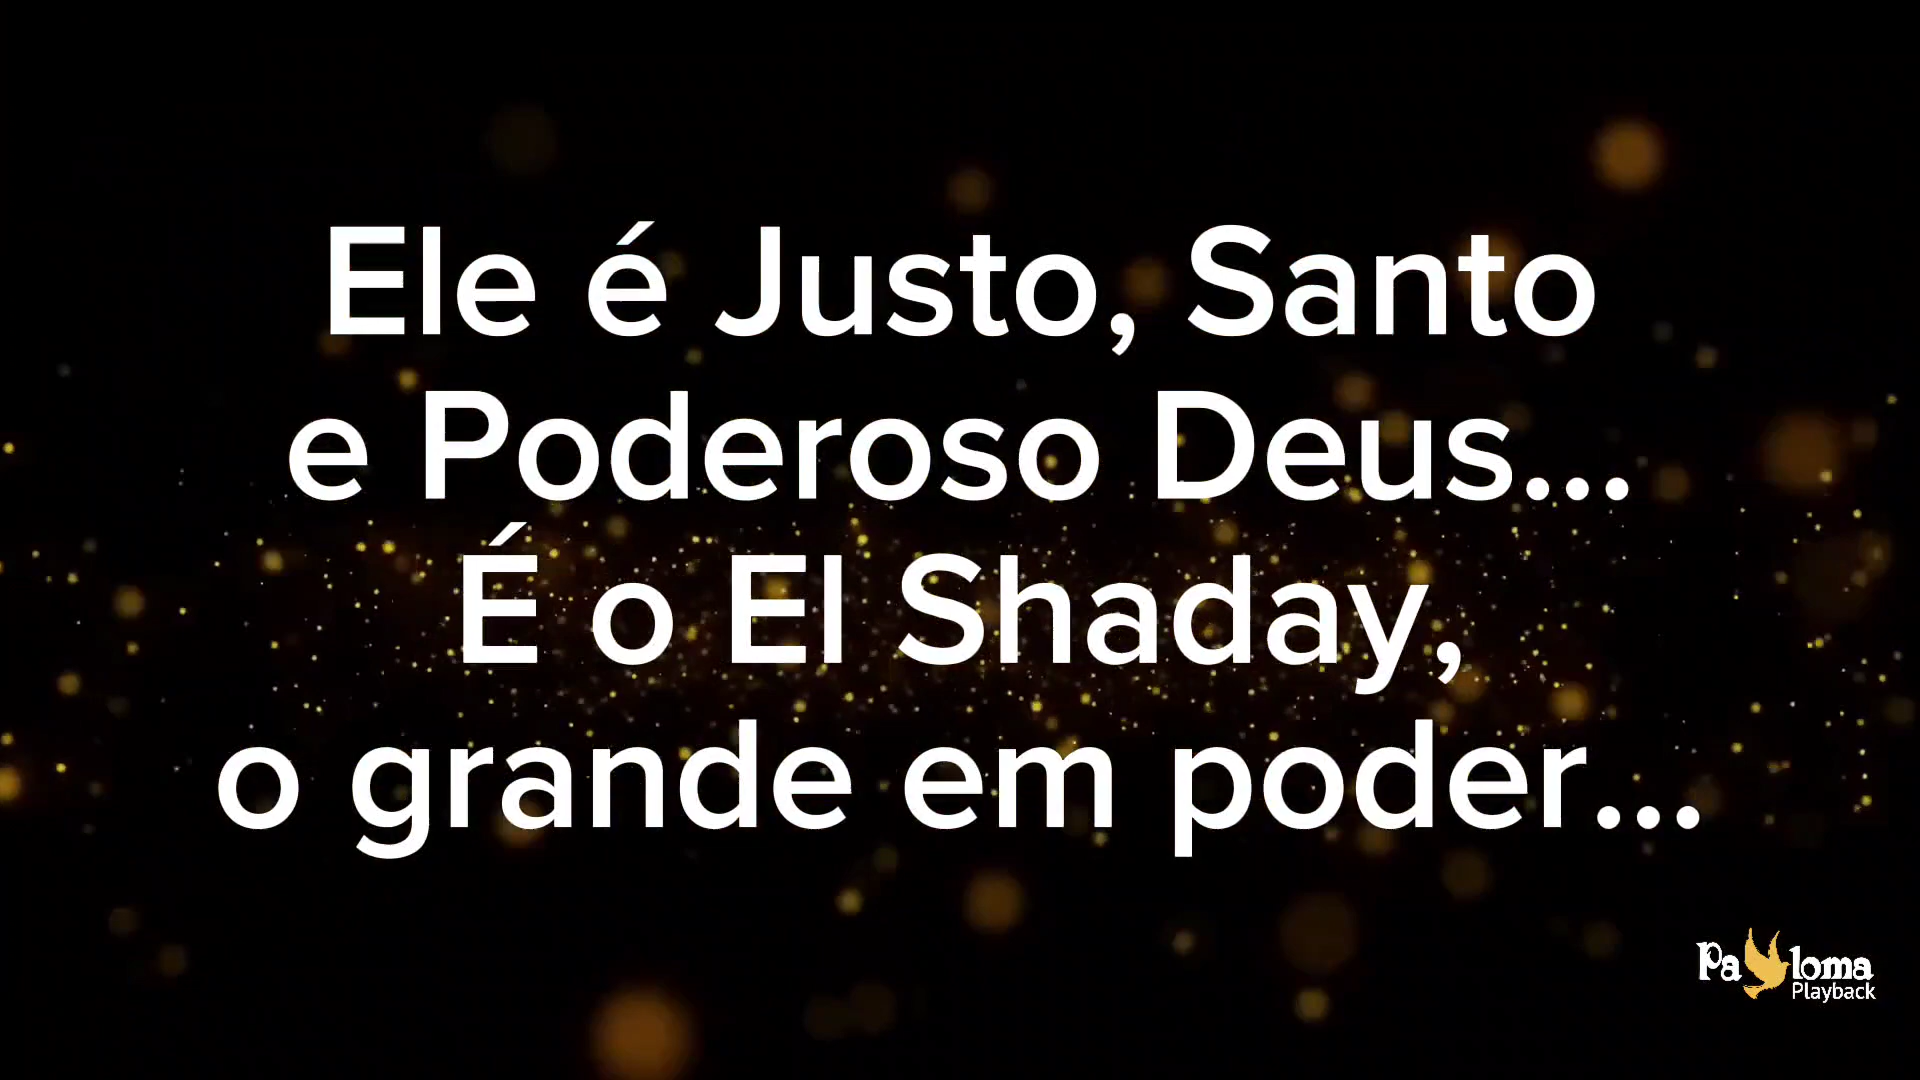 Ele é Justo, Santo
e Poderoso Deus...
É o El Shaday,
o grande em poder...
Paloma
Playback